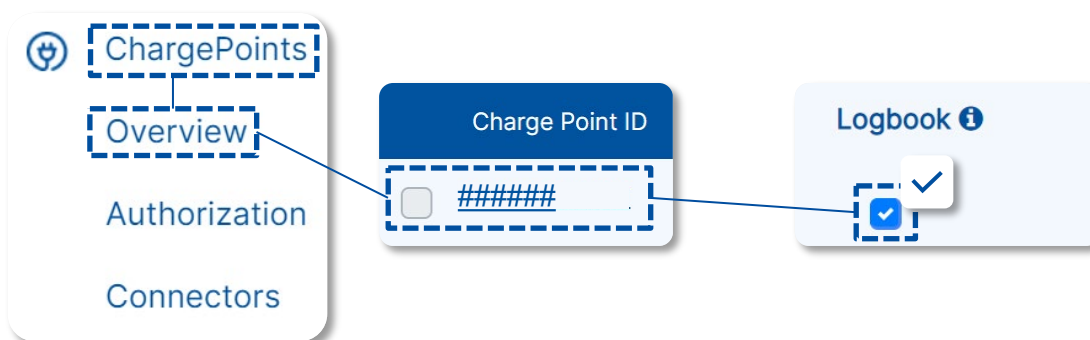 ChargePoints
Overview
Authorization
Connectors
Charge Point ID
######
Logbook